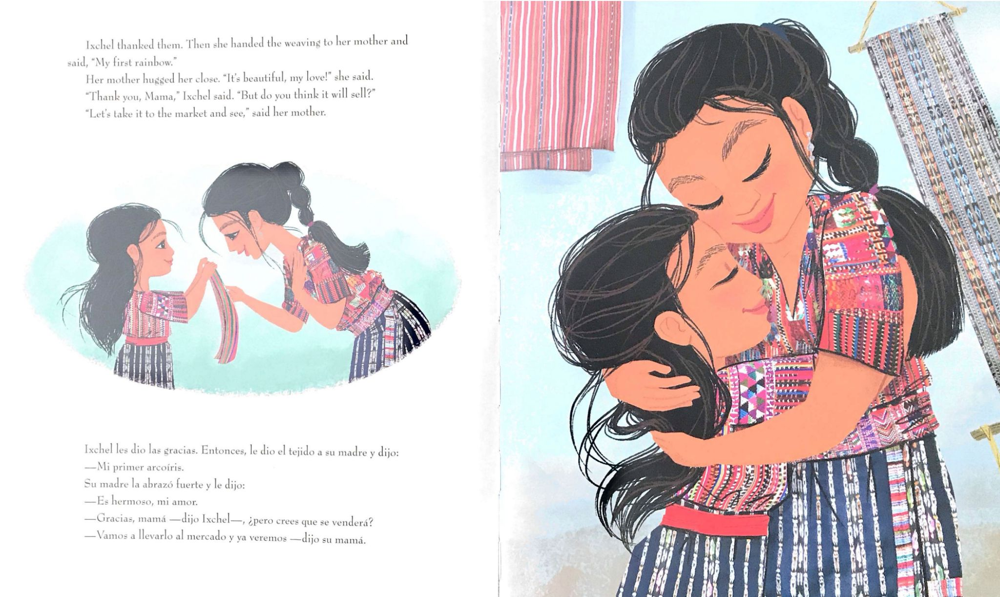 Ixchel thanked them. Then she handed the weaving to her mother and
said, “My first rainbow.”
Her mother hugged her close. “It’s beautiful, my love!” she said.
“Thank you, Mama,” Ixchel said. “But do you think it will sell?”
“Let’s take it to the market and see,” said her mother.
Ixchel les dio las gracias. Entonces, le dio el tejido a su madre y dijo:
—Mi primer arcoíris.
Su madre la abrazó fuerte y le dijo:
—Es hermoso, mi amor.
—Gracias, mamá —dijo Ixchel—, ¿pero crees que se venderá?
—Vamos a llevarlo al mercado y ya veremos —dijo su mamá.